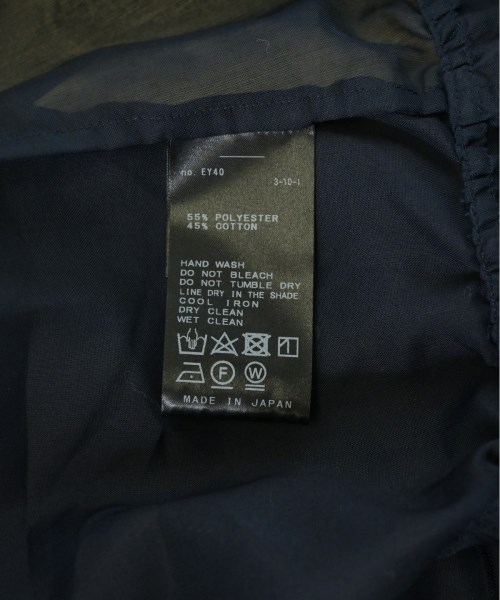 no. EY40
3-10-1
55% POLYESTER
45% COTTON
HAND WASH
DO NOT BLEACH
DO NOT TUMBLE DRY
LINE DRY IN THE SHADE
COOL IRON
DRY CLEAN
WET CLEAN
F W
MADE IN JAPAN